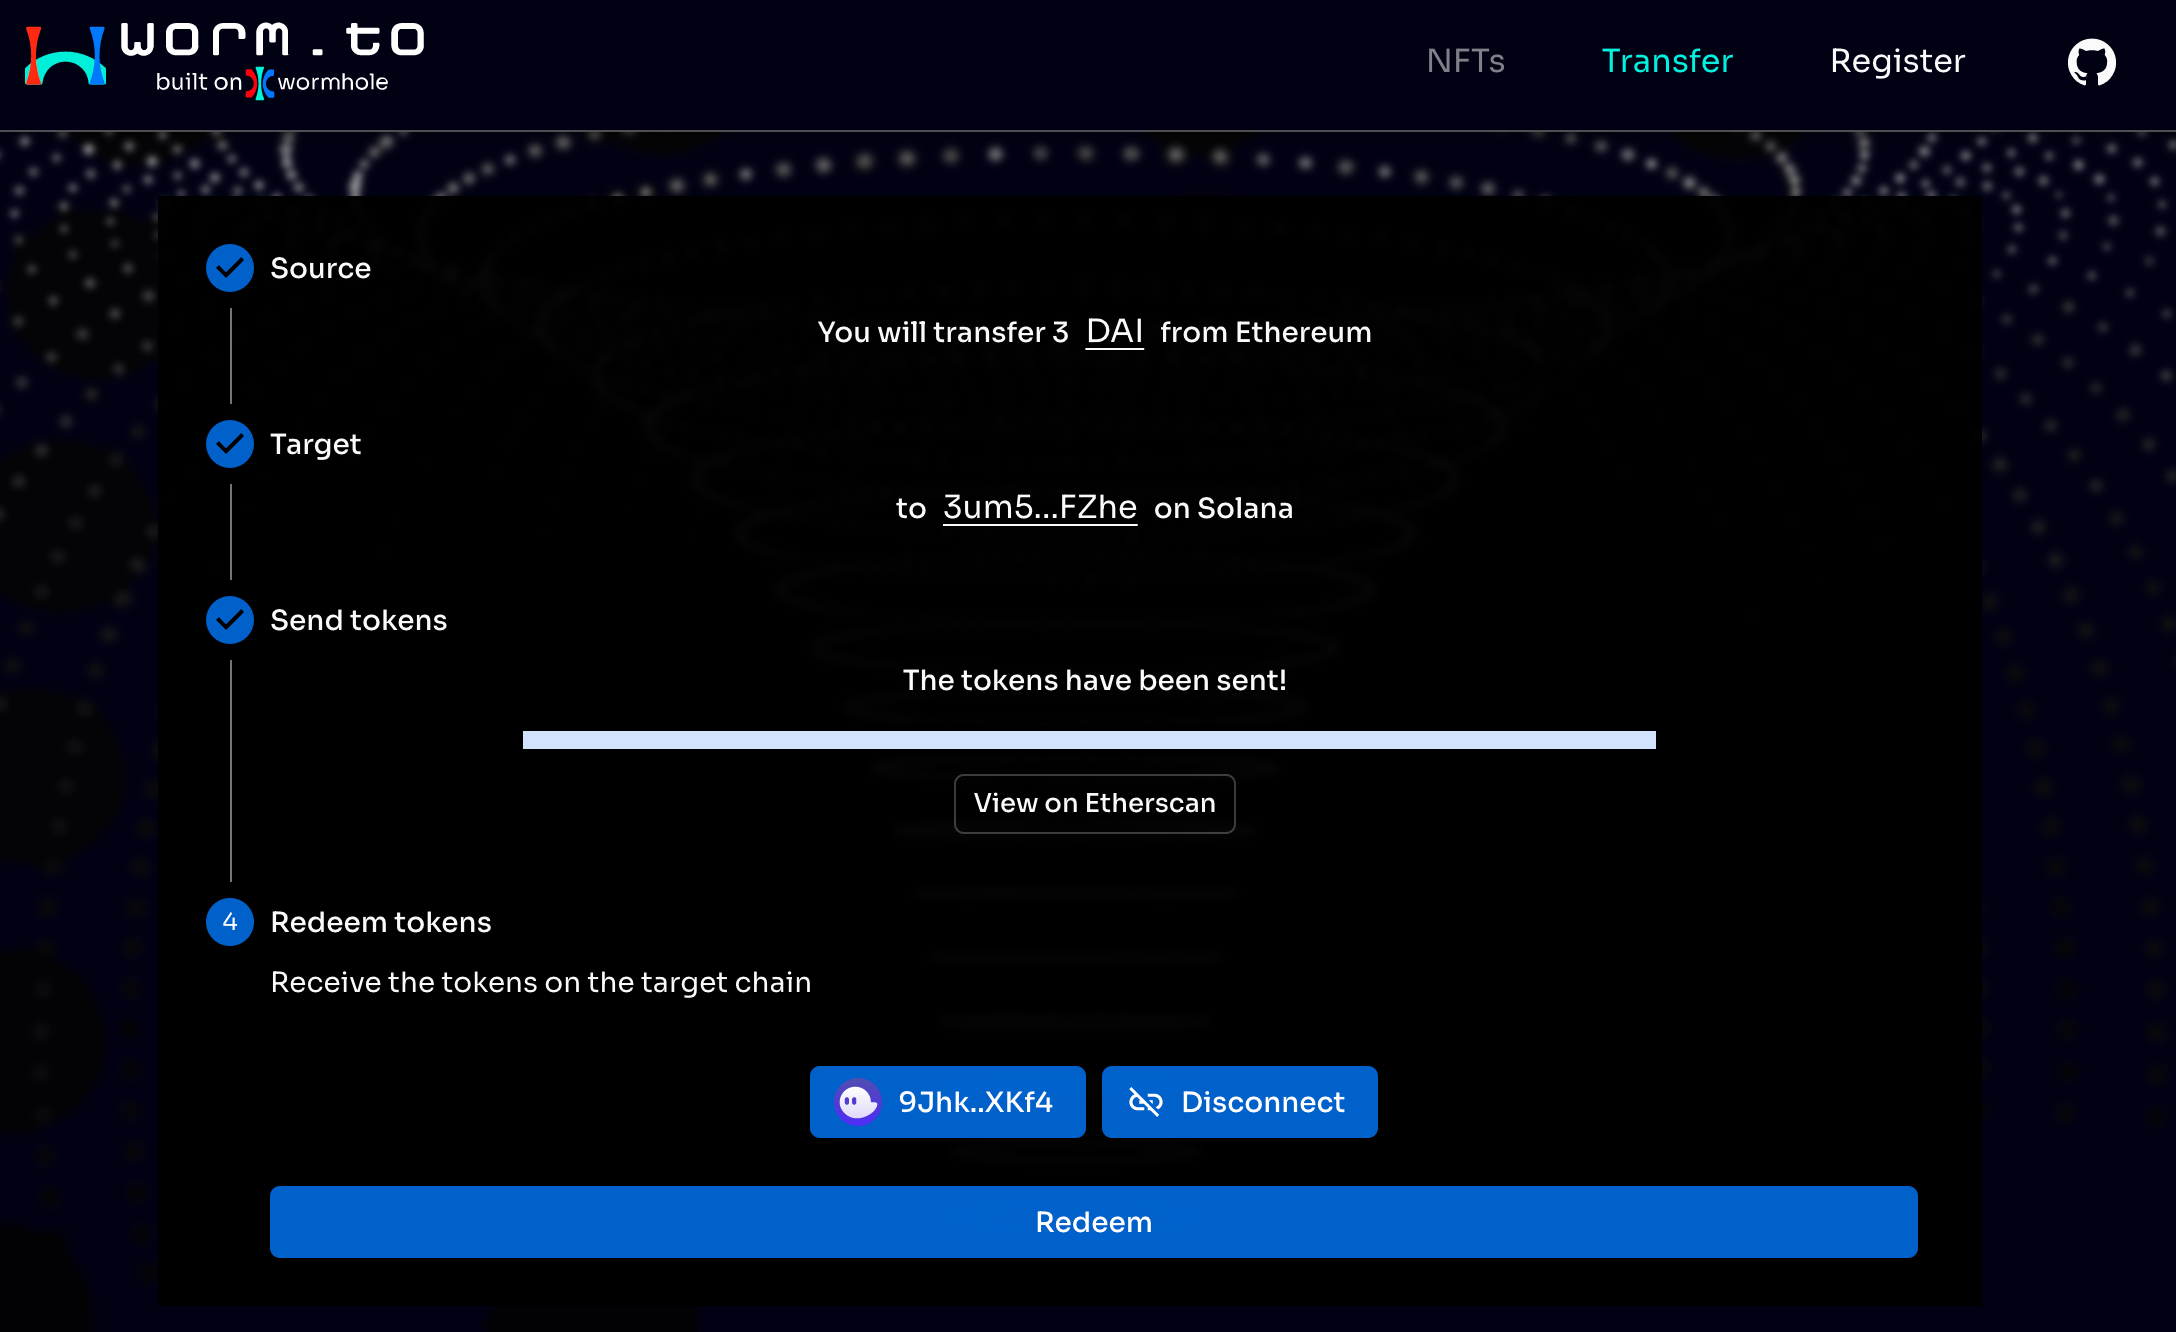 worm.to
built on wormhole
NFTs
Transfer
Register
Source
You will transfer 3 DAI from Ethereum
Target
to 3um5...FZhe on Solana
Send tokens
The tokens have been sent!
View on Etherscan
4 Redeem tokens
Receive the tokens on the target chain
9Jhk..XKf4
Disconnect
Redeem